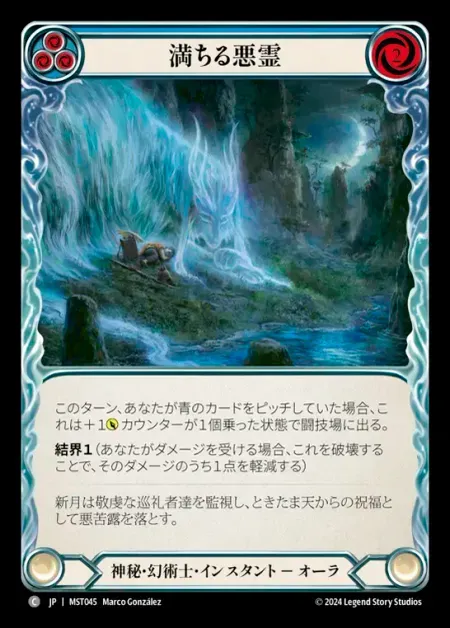 満ちる悪霊
2
このターン、あなたが青のカードをピッチしていた場合、こ
れは＋1カウンターが1個乗った状態で闘技場に出る。
結界1（あなたがダメージを受ける場合、これを破壊する
ことで、そのダメージのうち1点を軽減する）
新月は敬虔な巡礼者達を監視し、ときたま天からの祝福と
して悪苦露を落とす。
神秘・幻術士・インスタント － オーラ
C JP | MST045 Marco González
© 2024 Legend Story Studios